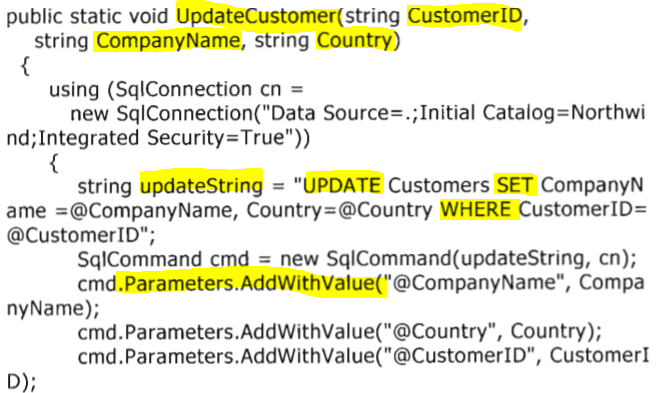 public static void UpdateCustomer(string CustomerID,
string CompanyName, string Country)
{
using (SqlConnection cn =
new SqlConnection("Data Source=.;Initial Catalog=Northwi
nd;Integrated Security=True"))
{
string updateString = "UPDATE Customers SET CompanyN
ame =@CompanyName, Country=@Country WHERE CustomerID=
@CustomerID";
SqlCommand cmd = new SqlCommand(updateString, cn);
cmd.Parameters.AddWithValue("@CompanyName", Compa
nyName);
cmd.Parameters.AddWithValue("@Country", Country);
cmd.Parameters.AddWithValue("@CustomerID", CustomerI
D);